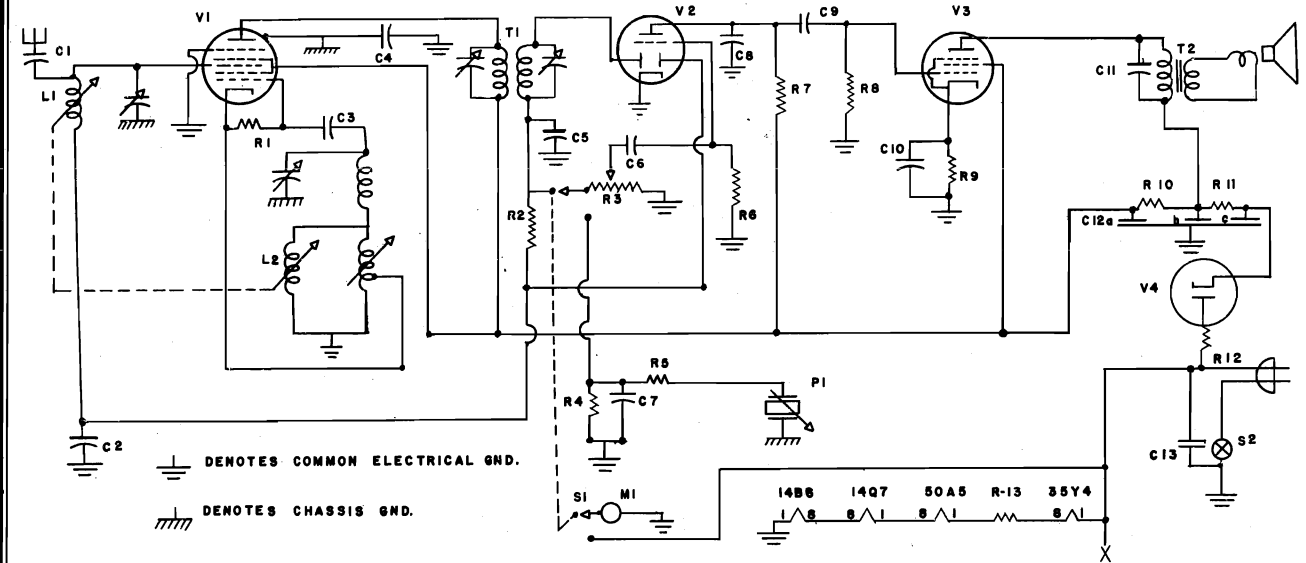 V1
V2
V3
C1
C4
T1
C8
C9
T2
L1
C11
R7
R8
R1
C3
C5
C6
C10
R9
R3
R2
R6
R10
R11
C12a
b
c
L2
V4
R12
R5
R4
C7
P1
C2
C13
S2
DENOTES COMMON ELECTRICAL GND.
DENOTES CHASSIS GND.
S1
M1
14B6
14Q7
50A5
R-13
35Y4
1 8
8 1
8 1
8 1
X